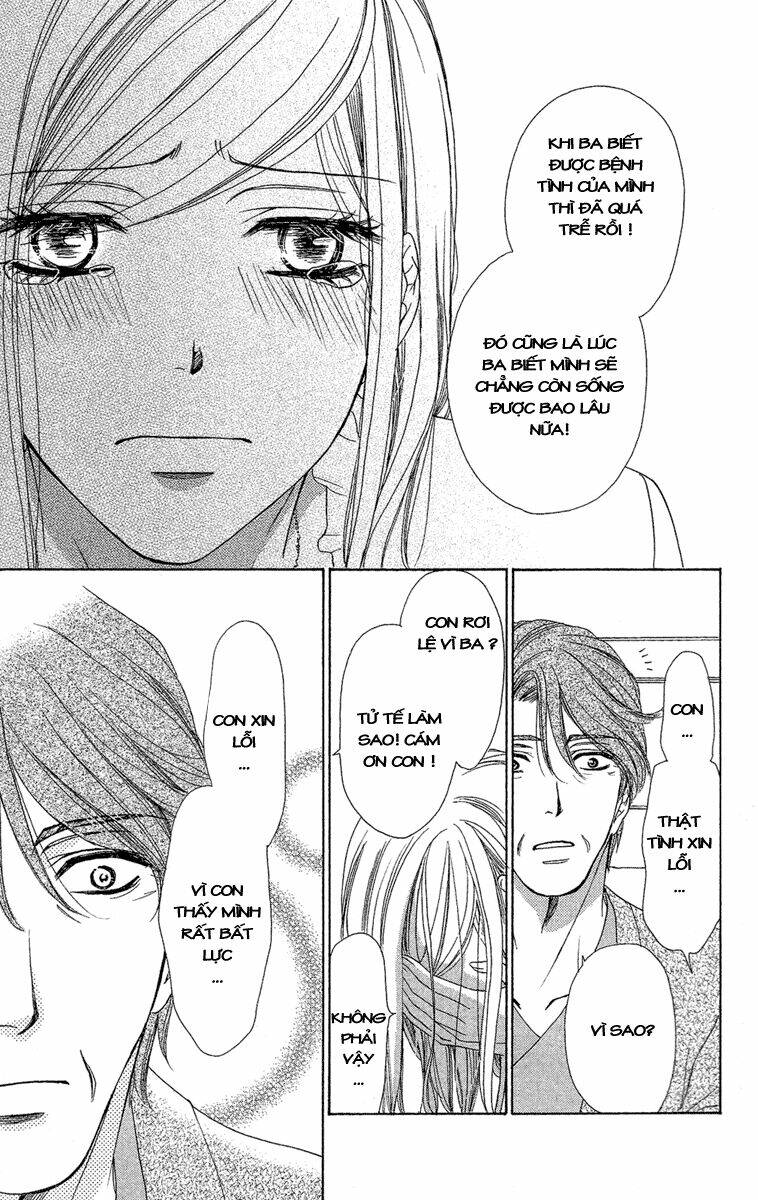 KHI BA BIẾT
ĐƯỢC BỆNH
TÌNH CỦA MÌNH
THÌ ĐÃ QUÁ
TRỄ RỒI !
ĐÓ CŨNG LÀ LÚC
BA BIẾT MÌNH SẼ
CHẲNG CÒN SỐNG
ĐƯỢC BAO LÂU
NỮA!
CON
...
THẬT
TÌNH XIN
LỖI
...
VÌ SAO?
CON RƠI
LỆ VÌ BA ?
TỬ TẾ LÀM
SAO! CÁM
ƠN CON !
KHÔNG
PHẢI
VẬY
...
CON XIN
LỖI
...
VÌ CON
THẤY MÌNH
RẤT BẤT
LỰC
...